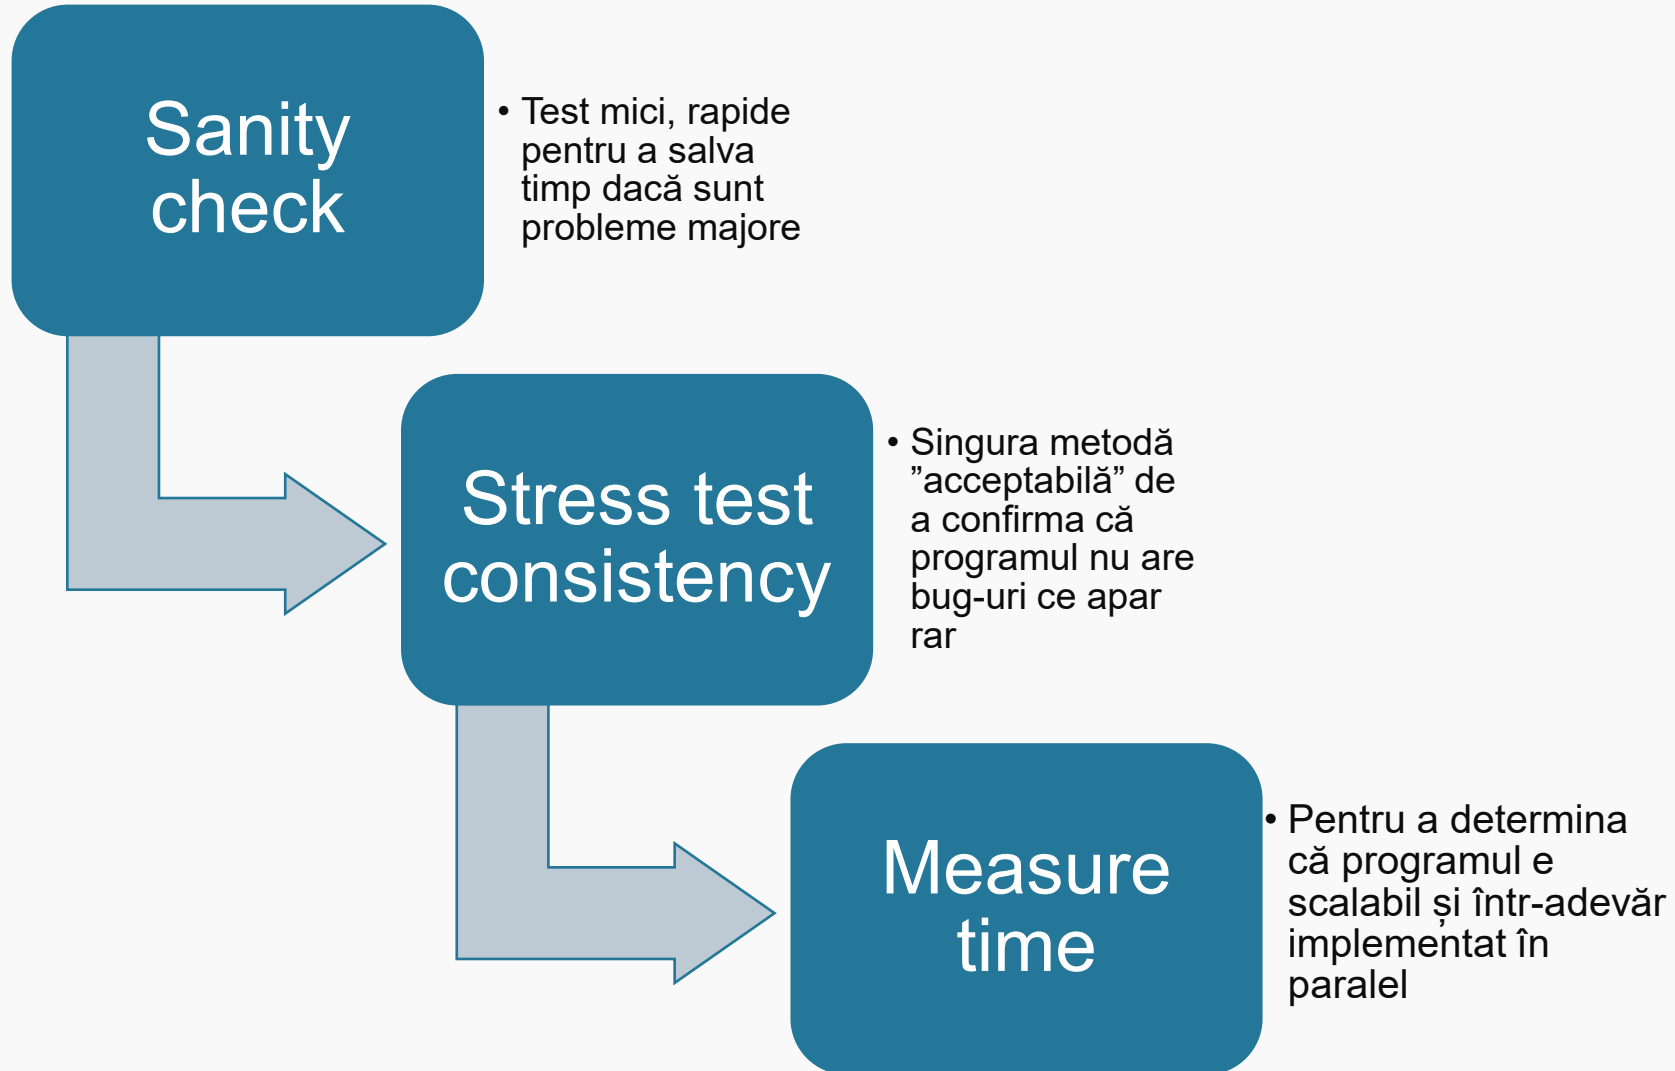 Sanity
check
• Test mici, rapide
pentru a salva
timp dacă sunt
probleme majore
Stress test
consistency
• Singura metodă
”acceptabilă” de
a confirma că
programul nu are
bug-uri ce apar
rar
Measure
time
• Pentru a determina
că programul e
scalabil și într-adevăr
implementat în
paralel